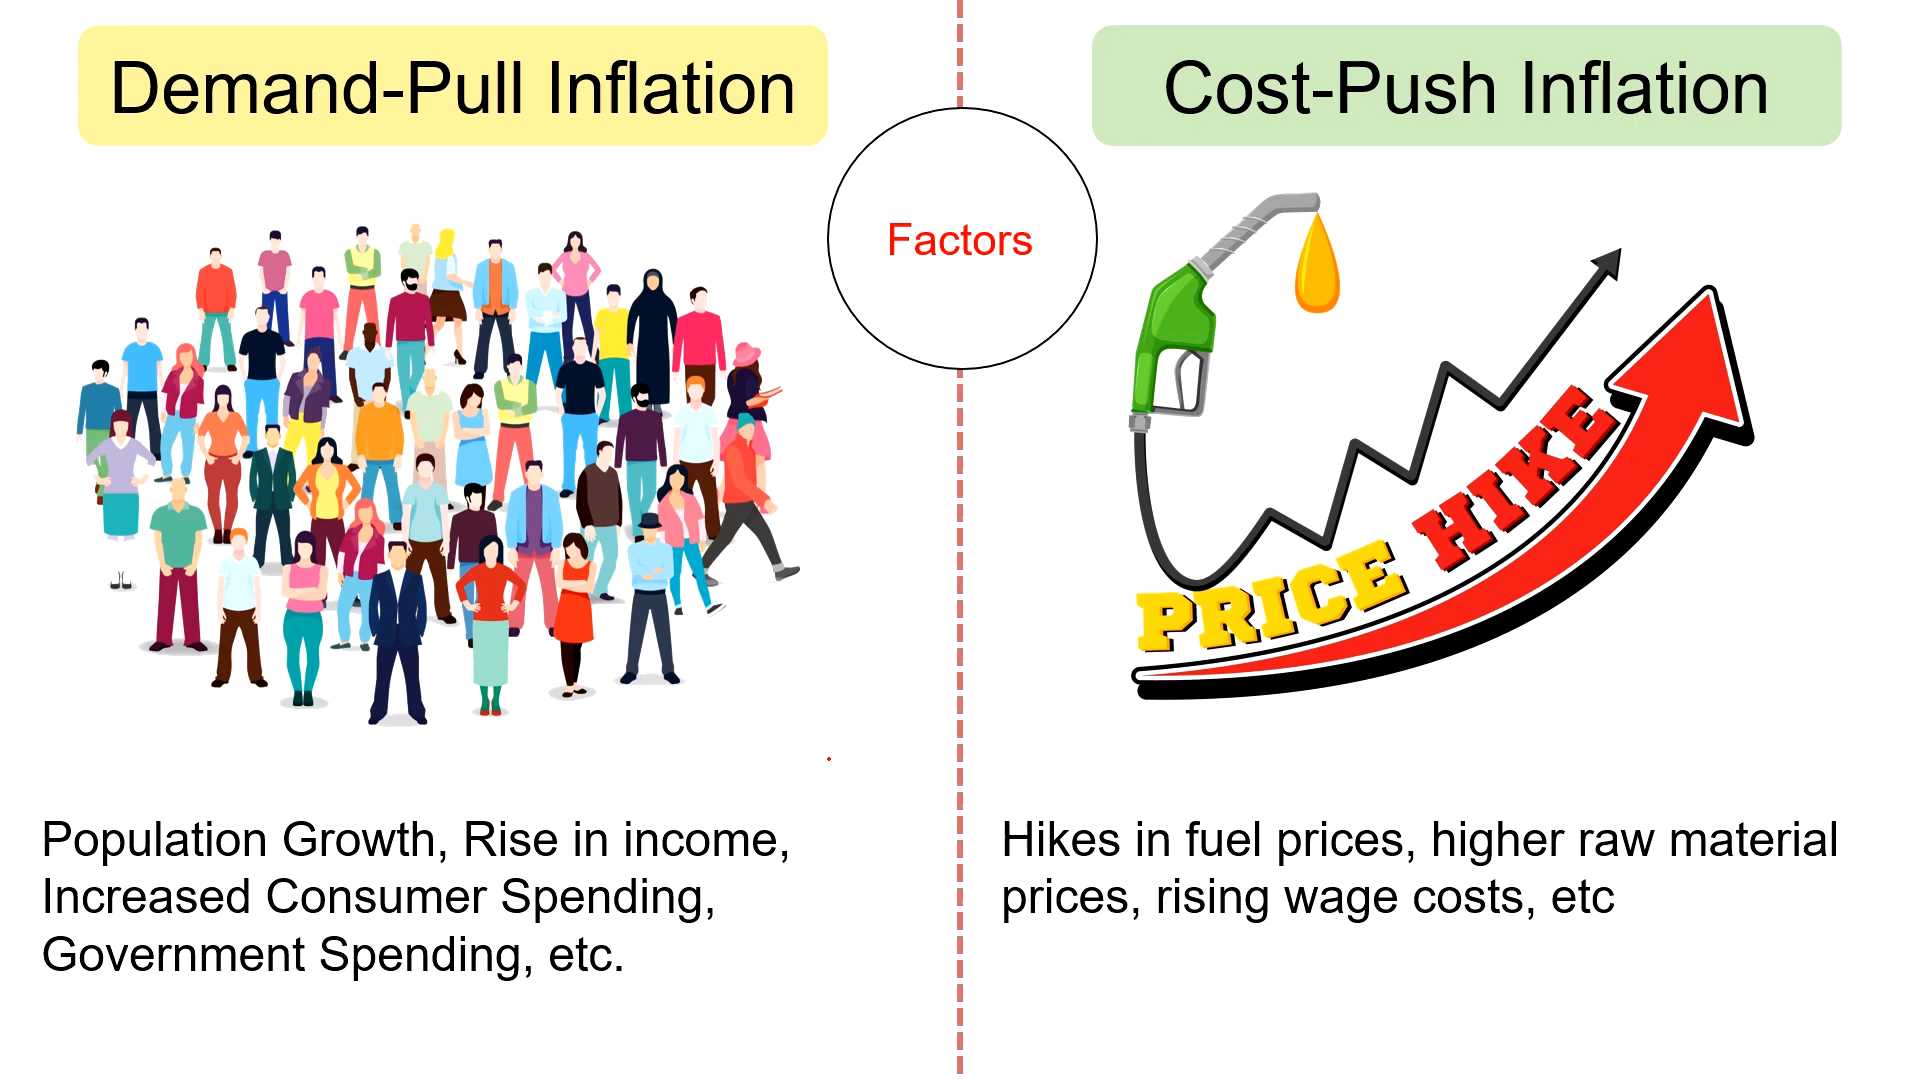 Demand-Pull Inflation
Cost-Push Inflation
Factors
PRICE HIKE
Population Growth, Rise in income,
Increased Consumer Spending,
Government Spending, etc.
Hikes in fuel prices, higher raw material
prices, rising wage costs, etc